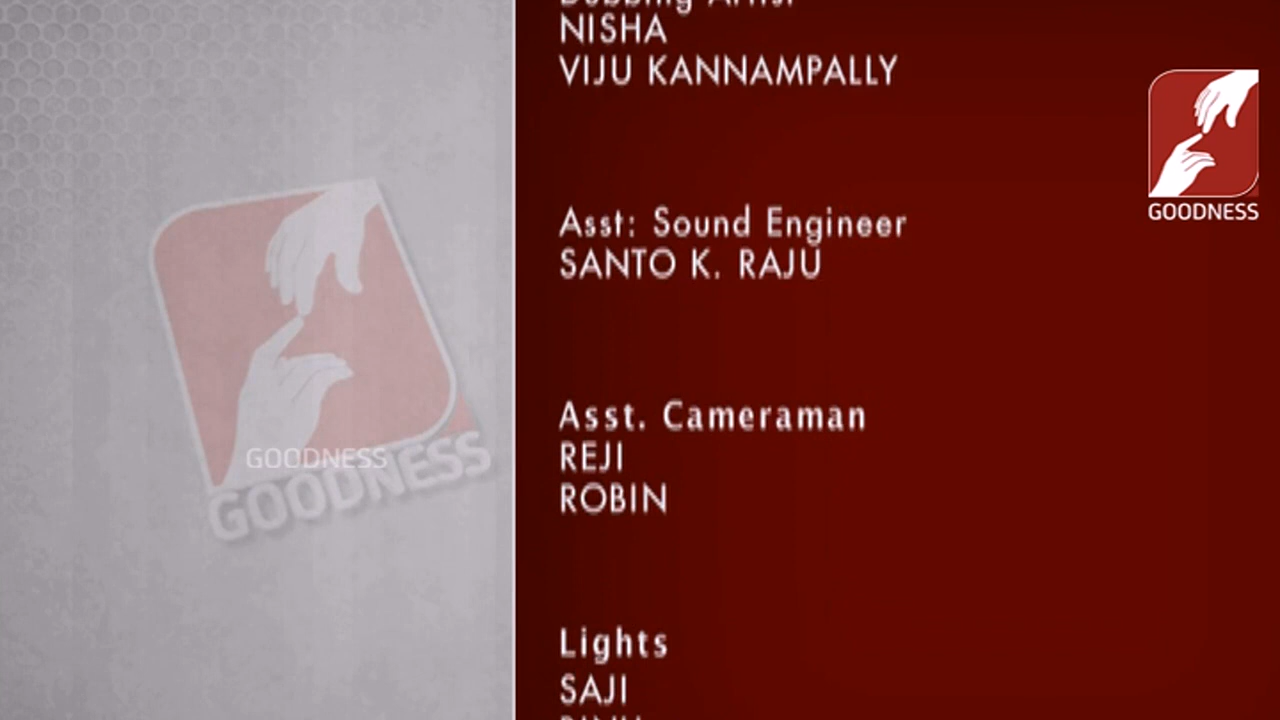 NISHA
VIJU KANNAMPALLY
Asst: Sound Engineer
SANTO K. RAJU
Asst. Cameraman
REJI
ROBIN
Lights
SAJI
GOODNESS
GOODNESS
GOODNESS